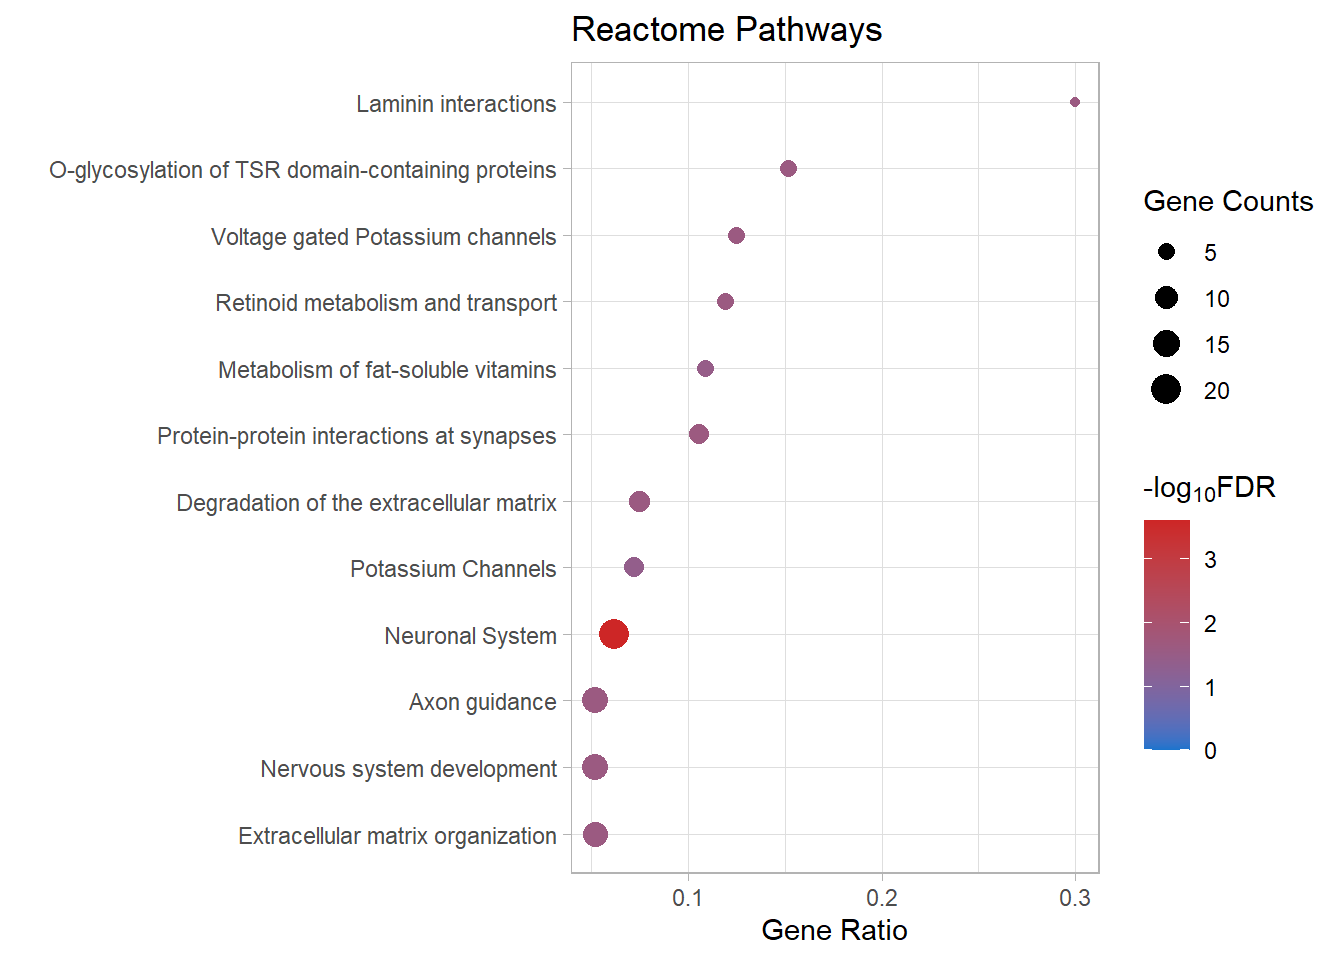 Reactome Pathways
Laminin interactions
O-glycosylation of TSR domain-containing proteins
Voltage gated Potassium channels
Retinoid metabolism and transport
Metabolism of fat-soluble vitamins
Protein-protein interactions at synapses
Degradation of the extracellular matrix
Potassium Channels
Neuronal System
Axon guidance
Nervous system development
Extracellular matrix organization
0.1 0.2 0.3
Gene Ratio
Gene Counts
5
10
15
20
-log₁₀FDR
3
2
1
0